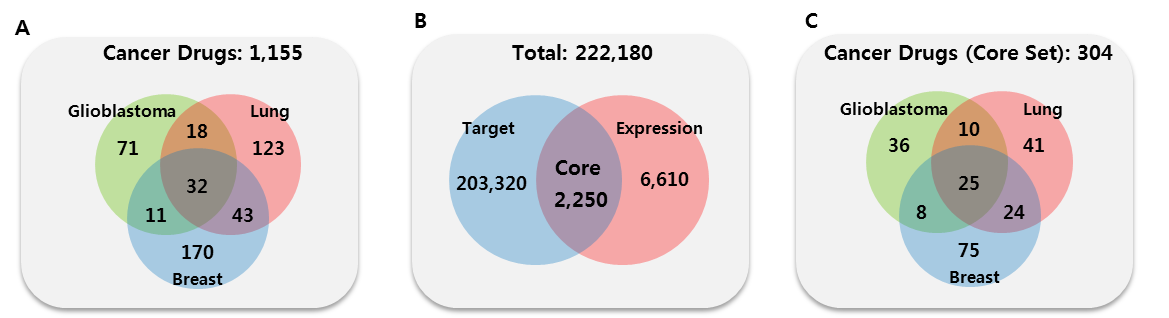 A
Cancer Drugs: 1,155
Glioblastoma
Lung
18
71
123
32
11
43
170
Breast
B
Total: 222,180
Target
Expression
Core
203,320
2,250
6,610
C
Cancer Drugs (Core Set): 304
Glioblastoma
Lung
10
36
41
25
8
24
75
Breast